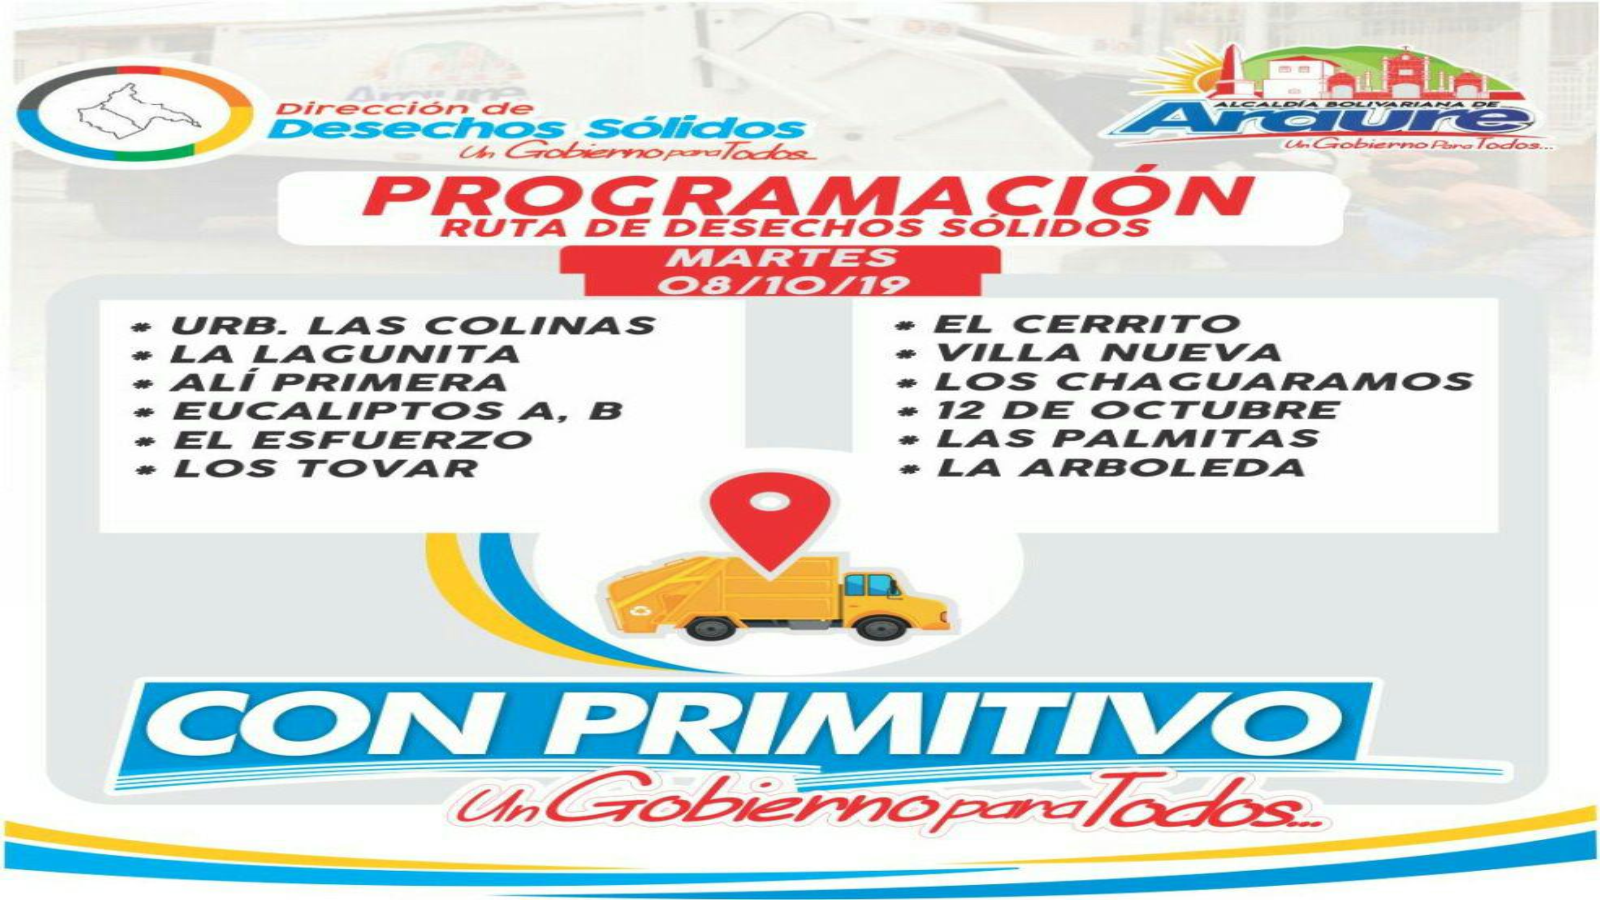 Dirección de
Desechos Sólidos
Un Gobierno para Todos...
ALCALDÍA BOLIVARIANA DE
Araure
Un Gobierno Para Todos...
PROGRAMACIÓN
RUTA DE DESECHOS SÓLIDOS
MARTES
08/10/19
* URB. LAS COLINAS
* LA LAGUNITA
* ALÍ PRIMERA
* EUCALIPTOS A, B
* EL ESFUERZO
* LOS TOVAR
* EL CERRITO
* VILLA NUEVA
* LOS CHAGUARAMOS
* 12 DE OCTUBRE
* LAS PALMITAS
* LA ARBOLEDA
CON PRIMITIVO
Un Gobierno para Todos...